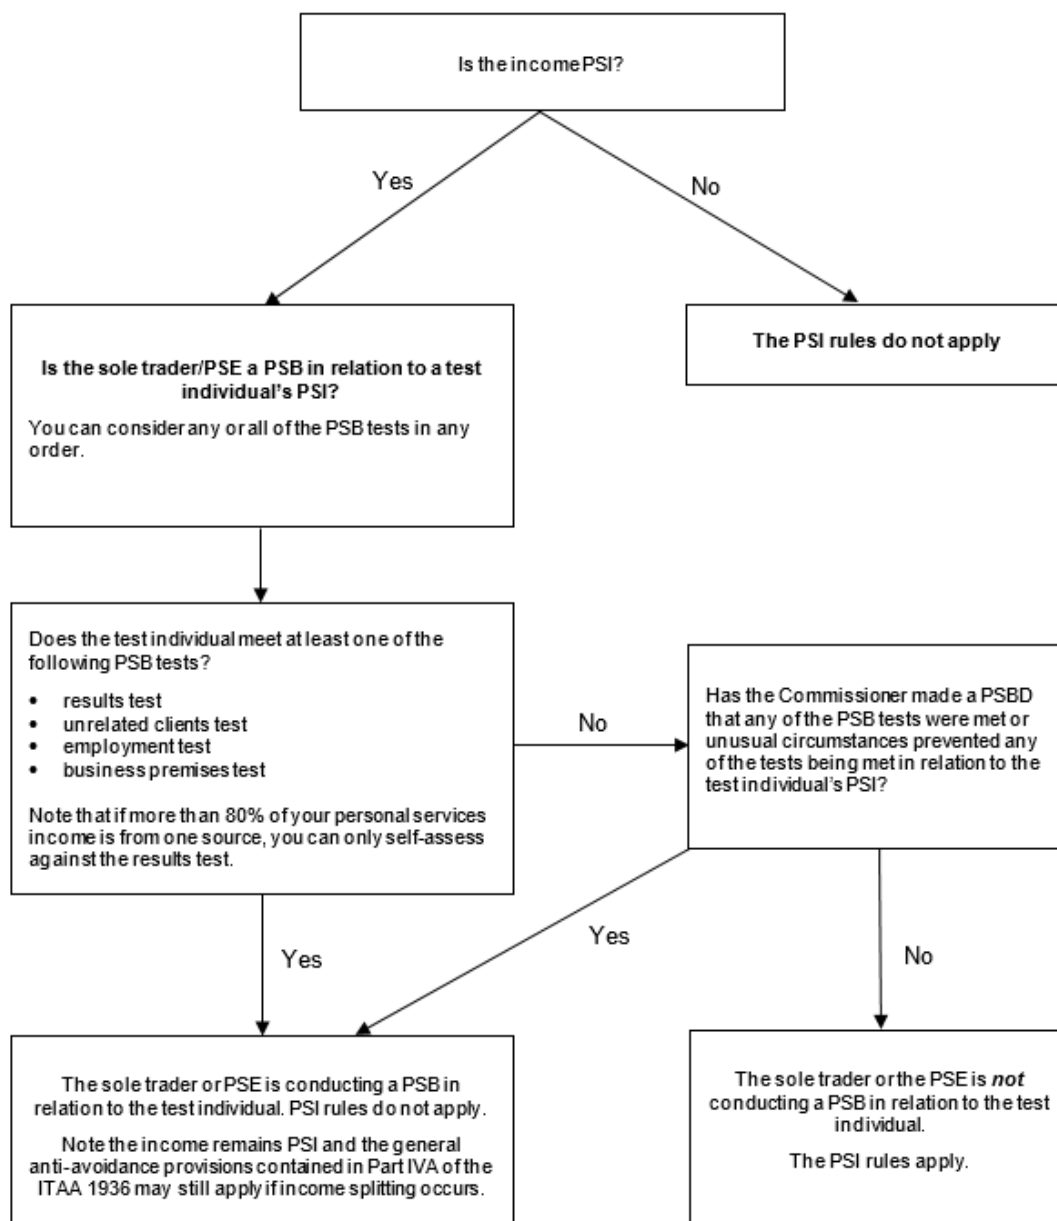 Is the income PSI?
Yes
No
Is the sole trader/PSE a PSB in relation to a test
individual's PSI?
You can consider any or all of the PSB tests in any
order.
The PSI rules do not apply
Does the test individual meet at least one of the
following PSB tests?
• results test
• unrelated clients test
• employment test
• business premises test
Note that if more than 80% of your personal services
income is from one source, you can only self-assess
against the results test.
No
Has the Commissioner made a PSBD
that any of the PSB tests were met or
unusual circumstances prevented any
of the tests being met in relation to the
test individual's PSI?
Yes
Yes
No
The sole trader or PSE is conducting a PSB in
relation to the test individual. PSI rules do not apply.
Note the income remains PSI and the general
anti-avoidance provisions contained in Part IVA of the
ITAA 1936 may still apply if income splitting occurs.
The sole trader or the PSE is not
conducting a PSB in relation to the test
individual.
The PSI rules apply.